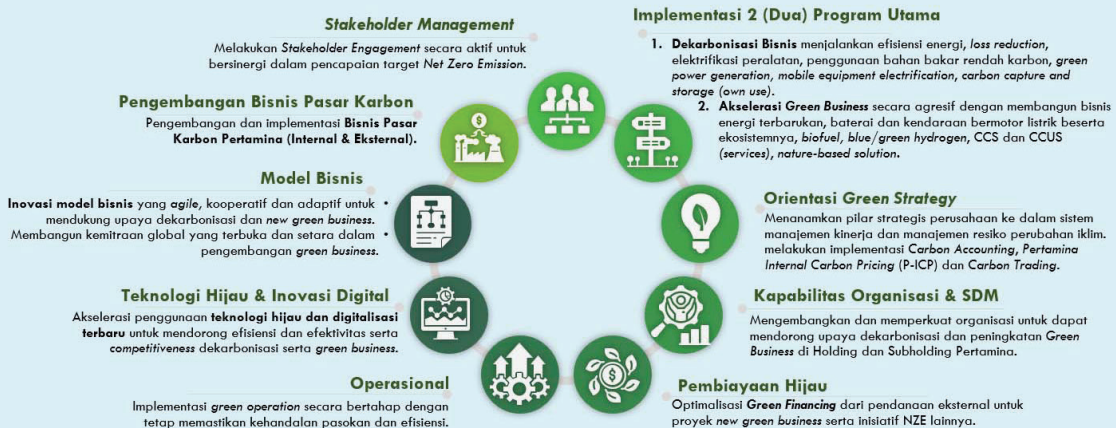 Stakeholder Management
Melakukan Stakeholder Engagement secara aktif untuk
bersinergi dalam pencapaian target Net Zero Emission.
Pengembangan Bisnis Pasar Karbon
Pengembangan dan implementasi Bisnis Pasar
Karbon Pertamina (Internal & Eksternal).
Model Bisnis
Inovasi model bisnis yang agile, kooperatif dan adaptif untuk •
mendukung upaya dekarbonisasi dan new green business.
Membangun kemitraan global yang terbuka dan setara dalam •
pengembangan green business.
Teknologi Hijau & Inovasi Digital
Akselerasi penggunaan teknologi hijau dan digitalisasi
terbaru untuk mendorong efisiensi dan efektivitas serta
competitiveness dekarbonisasi serta green business.
Operasional
Implementasi green operation secara bertahap dengan
tetap memastikan kehandalan pasokan dan efisiensi.
Implementasi 2 (Dua) Program Utama
1. Dekarbonisasi Bisnis menjalankan efisiensi energi, loss reduction,
elektrifikasi peralatan, penggunaan bahan bakar rendah karbon, green
power generation, mobile equipment electrification, carbon capture and
storage (own use).
2. Akselerasi Green Business secara agresif dengan membangun bisnis
energi terbarukan, baterai dan kendaraan bermotor listrik beserta
ekosistemnya, biofuel, blue/green hydrogen, CCS dan CCUS
(services), nature-based solution.
Orientasi Green Strategy
Menanamkan pilar strategis perusahaan ke dalam sistem
manajemen kinerja dan manajemen resiko perubahan iklim.
melakukan implementasi Carbon Accounting, Pertamina
Internal Carbon Pricing (P-ICP) dan Carbon Trading.
Kapabilitas Organisasi & SDM
Mengembangkan dan memperkuat organisasi untuk dapat
mendorong upaya dekarbonisasi dan peningkatan Green
Business di Holding dan Subholding Pertamina.
Pembiayaan Hijau
Optimalisasi Green Financing dari pendanaan eksternal untuk
proyek new green business serta inisiatif NZE lainnya.